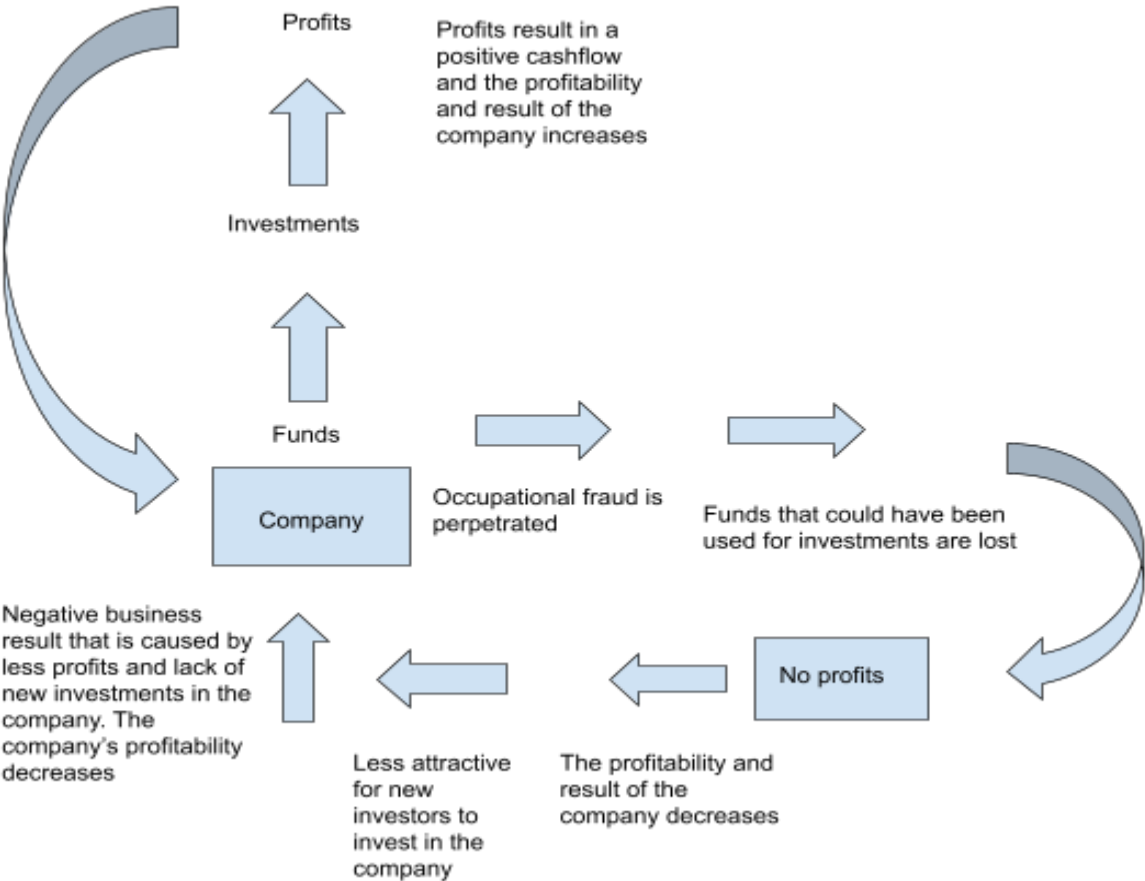 Profits
Profits result in a
positive cashflow
and the profitability
and result of the
company increases
Investments
Funds
Company
Occupational fraud is
perpetrated
Funds that could have been
used for investments are lost
No profits
The profitability and
result of the
company decreases
Less attractive
for new
investors to
invest in the
company
Negative business
result that is caused by
less profits and lack of
new investments in the
company. The
company's profitability
decreases